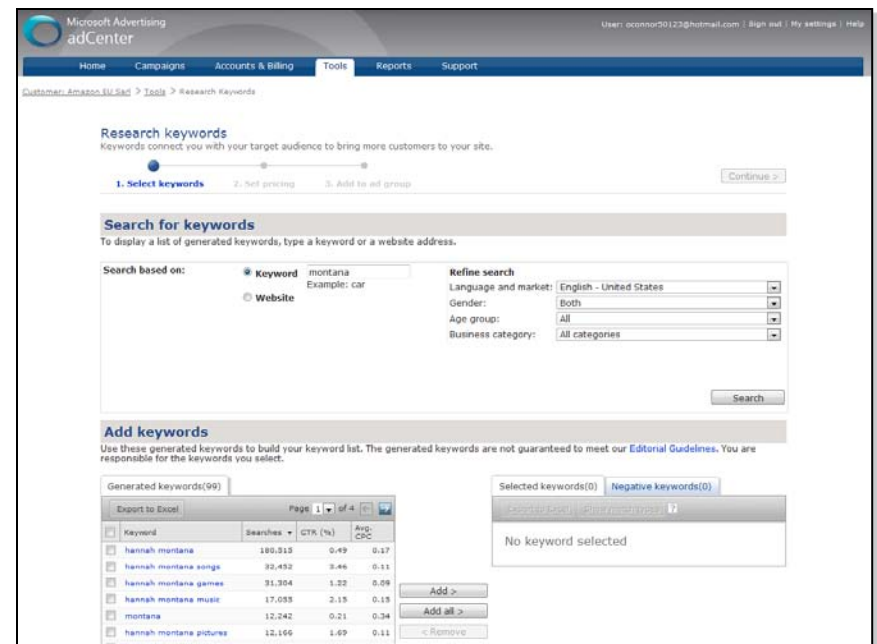 Microsoft Advertising
adCenter
User: oconnor50123@hotmail.com | Sign out | My settings | Help
Home Campaigns Accounts & Billing Tools Reports Support
Customer: Amazon EU Sarl > Tools > Research Keywords
Research keywords
Keywords connect you with your target audience to bring more customers to your site.
1. Select keywords 2. Set pricing 3. Add to ad group
Continue >
Search for keywords
To display a list of generated keywords, type a keyword or a website address.
Search based on: Keyword montana
Example: car
Website
Refine search
Language and market: English - United States
Gender: Both
Age group: All
Business category: All categories
Search
Add keywords
Use these generated keywords to build your keyword list. The generated keywords are not guaranteed to meet our Editorial Guidelines. You are
responsible for the keywords you select.
Generated keywords(99)
Export to Excel Page 1 of 4
Keyword Searches CTR (%) Avg. CPC
hannah montana 180,515 0.49 0.17
hannah montana songs 32,452 3.46 0.11
hannah montana games 31,304 1.22 0.09
hannah montana music 17,055 2.15 0.15
montana 12,242 0.21 0.34
hannah montana pictures 12,166 1.69 0.11
Add >
Add all >
< Remove
Selected keywords(0) Negative keywords(0)
No keyword selected